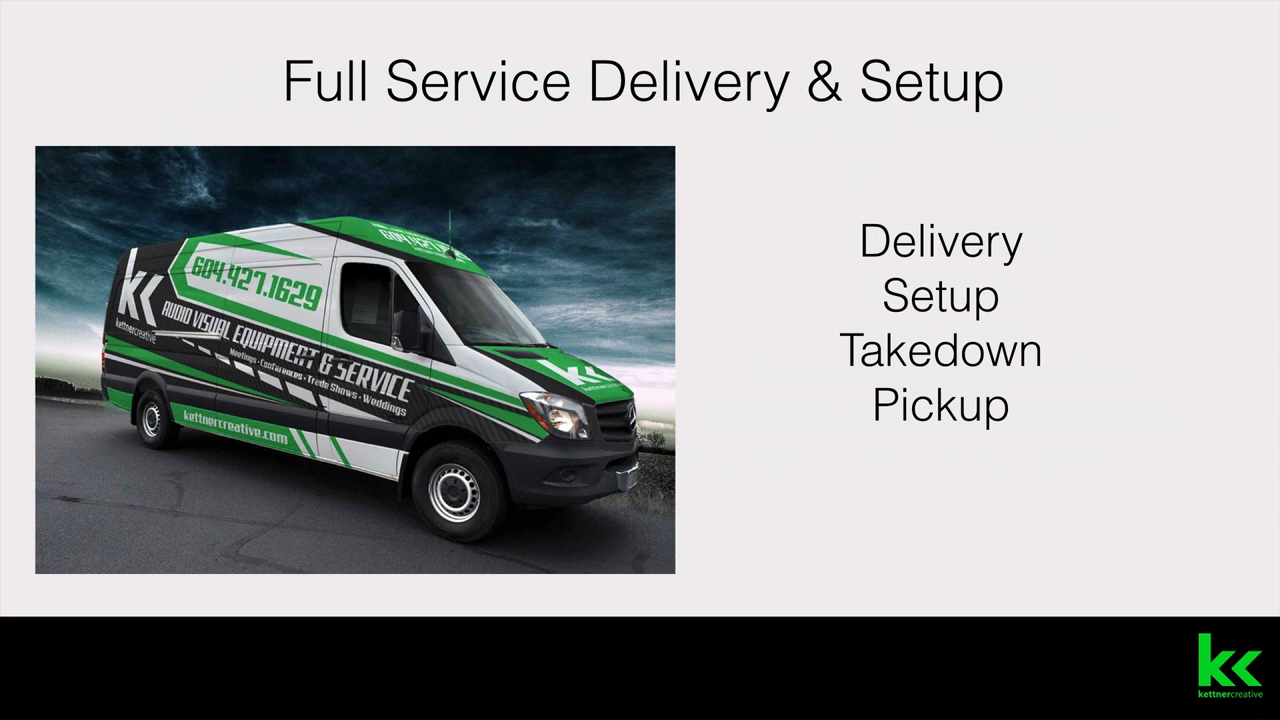 Full Service Delivery & Setup
604.427.1629
kettnercreative
AUDIO VISUAL EQUIPMENT & SERVICE
Meetings • Conferences • Trade Shows • Weddings
kettnercreative.com
Delivery
Setup
Takedown
Pickup
kettnercreative